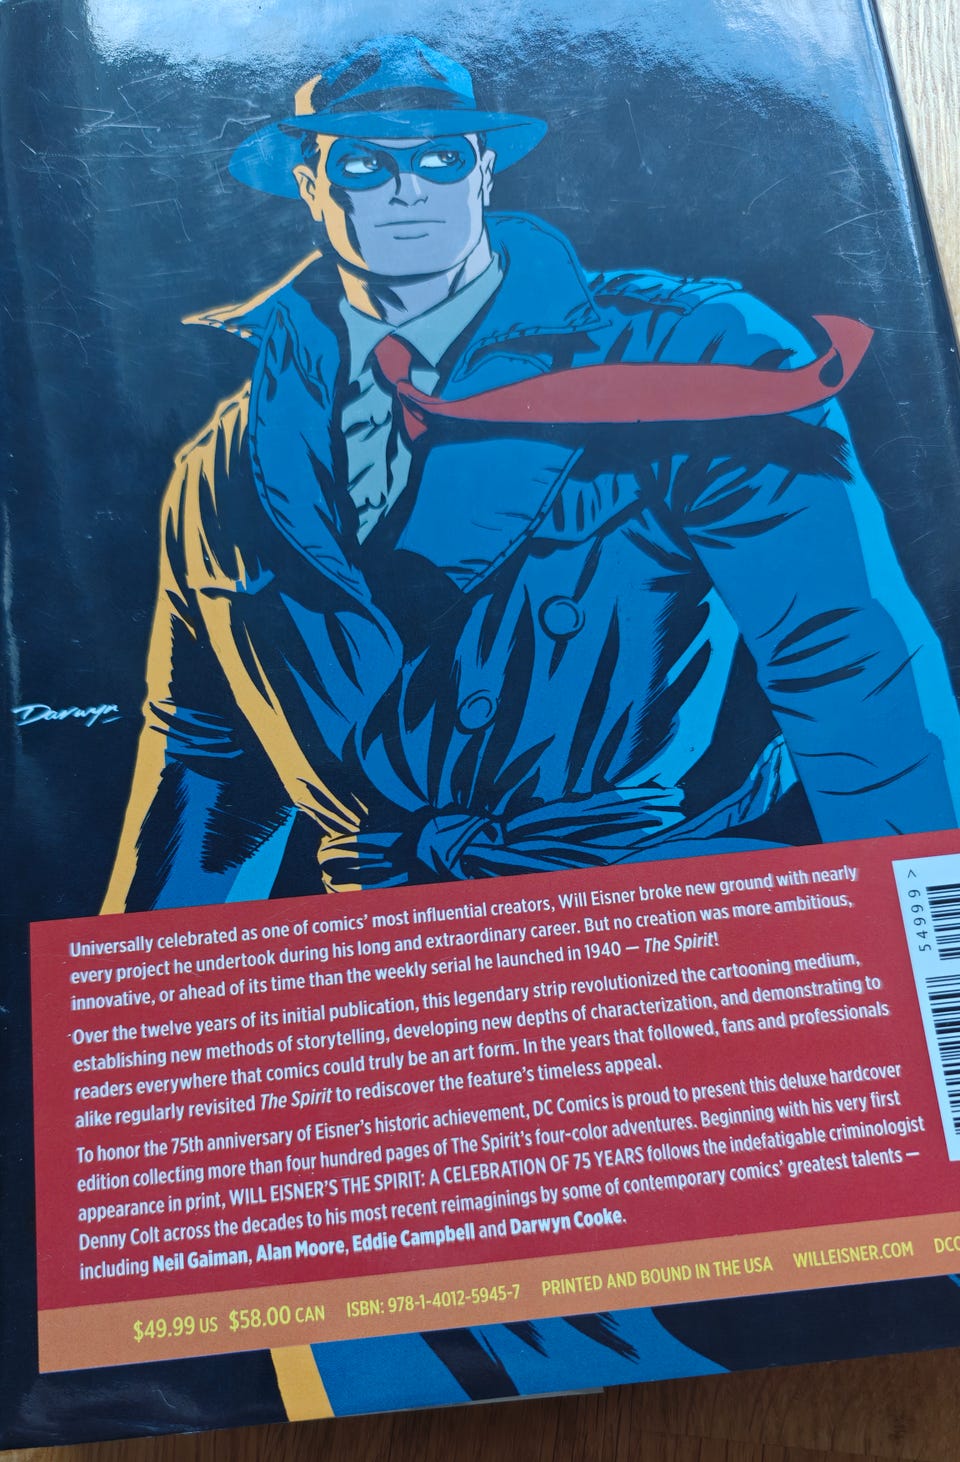 Darwyn
Universally celebrated as one of comics' most influential creators, Will Eisner broke new ground with nearly
every project he undertook during his long and extraordinary career. But no creation was more ambitious,
innovative, or ahead of its time than the weekly serial he launched in 1940 — The Spirit!
Over the twelve years of its initial publication, this legendary strip revolutionized the cartooning medium,
establishing new methods of storytelling, developing new depths of characterization, and demonstrating to
readers everywhere that comics could truly be an art form. In the years that followed, fans and professionals
alike regularly revisited The Spirit to rediscover the feature's timeless appeal.
To honor the 75th anniversary of Eisner's historic achievement, DC Comics is proud to present this deluxe hardcover
edition collecting more than four hundred pages of The Spirit's four-color adventures. Beginning with his very first
appearance in print, WILL EISNER'S THE SPIRIT: A CELEBRATION OF 75 YEARS follows the indefatigable criminologist
Denny Colt across the decades to his most recent reimaginings by some of contemporary comics' greatest talents —
including Neil Gaiman, Alan Moore, Eddie Campbell and Darwyn Cooke.
$49.99 US $58.00 CAN ISBN: 978-1-4012-5945-7 PRINTED AND BOUND IN THE USA WILLEISNER.COM DCC
54999 >